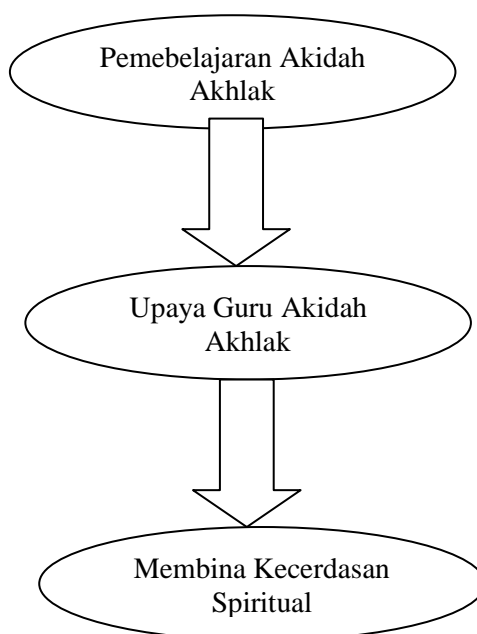 Pemebelajaran Akidah
Akhlak
Upaya Guru Akidah
Akhlak
Membina Kecerdasan
Spiritual